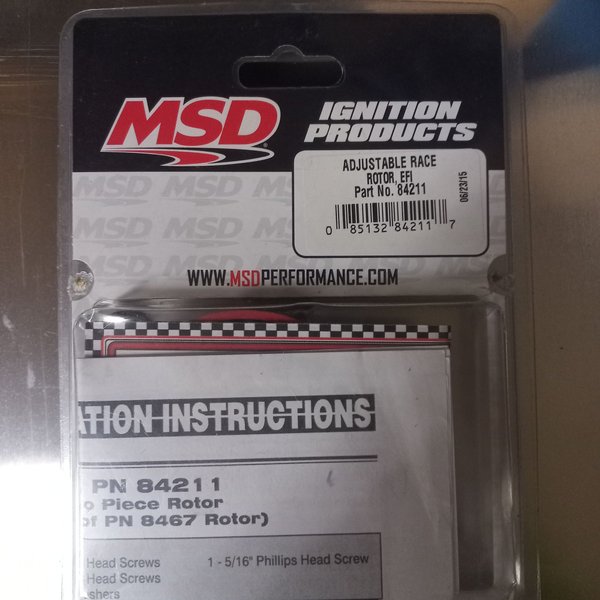 MSD
IGNITION
PRODUCTS
ADJUSTABLE RACE
ROTOR, EFI
Part No. 84211
06/23/15
0 85132 84211 7
MSD MSD MSD MSD MSD
WWW.MSDPERFORMANCE.COM
ATION INSTRUCTIONS
PN 84211
o Piece Rotor
of PN 8467 Rotor)
Head Screws 1 - 5/16" Phillips Head Screw
Head Screws
shers